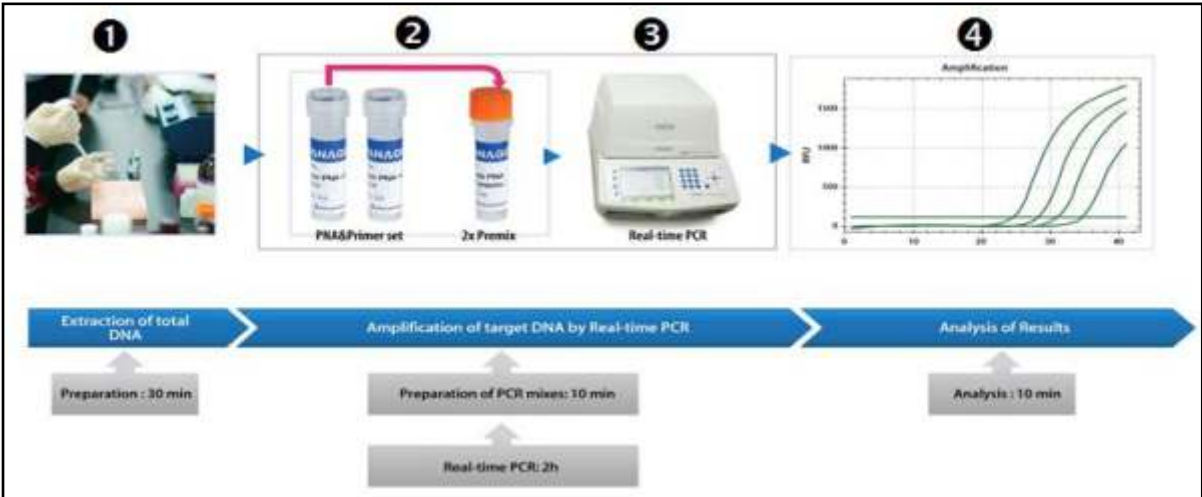 1
2
3
4
PNA&Primer set
2x Premix
Real-time PCR
Amplification
RFU
1500
1000
500
0
0
10
20
30
40
Extraction of total
DNA
Amplification of target DNA by Real-time PCR
Analysis of Results
Preparation : 30 min
Preparation of PCR mixes: 10 min
Analysis : 10 min
Real-time PCR: 2h